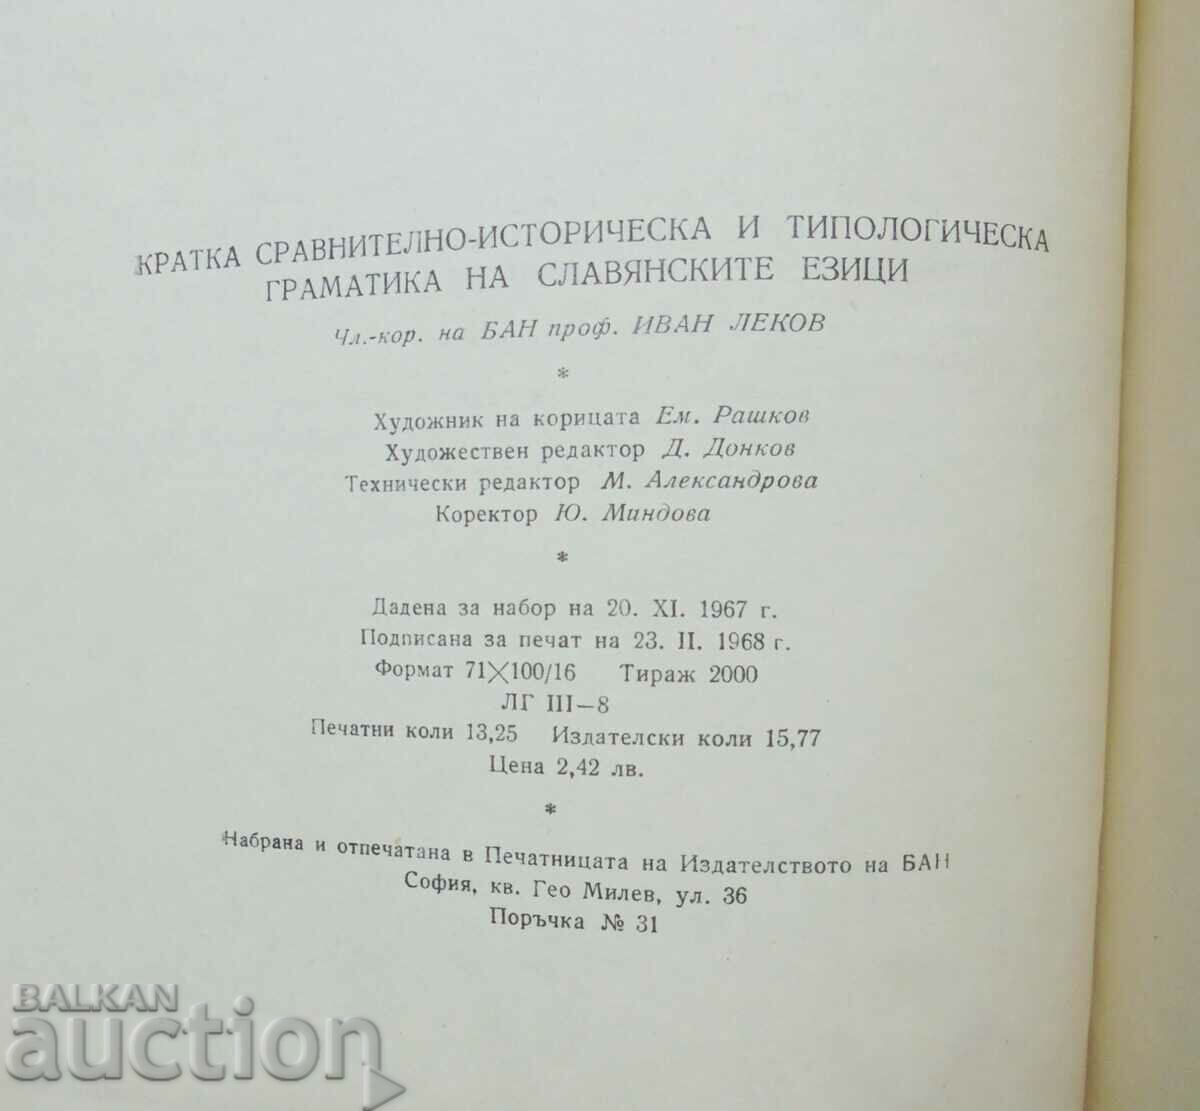 КРАТКА СРАВНИТЕЛНО-ИСТОРИЧЕСКА И ТИПОЛОГИЧЕСКА
ГРАМАТИКА НА СЛАВЯНСКИТЕ ЕЗИЦИ
Чл.-кор. на БАН проф. ИВАН ЛЕКОВ
*
Художник на корицата Ем. Рашков
Художествен редактор Д. Донков
Технически редактор М. Александрова
Коректор Ю. Миндова
*
Дадена за набор на 20. XI. 1967 г.
Подписана за печат на 23. II. 1968 г.
Формат 71×100/16 Тираж 2000
ЛГ III—8
Печатни коли 13,25 Издателски коли 15,77
Цена 2,42 лв.
*
Набрана и отпечатана в Печатницата на Издателството на БАН
София, кв. Гео Милев, ул. 36
Поръчка № 31
BALKAN
auction